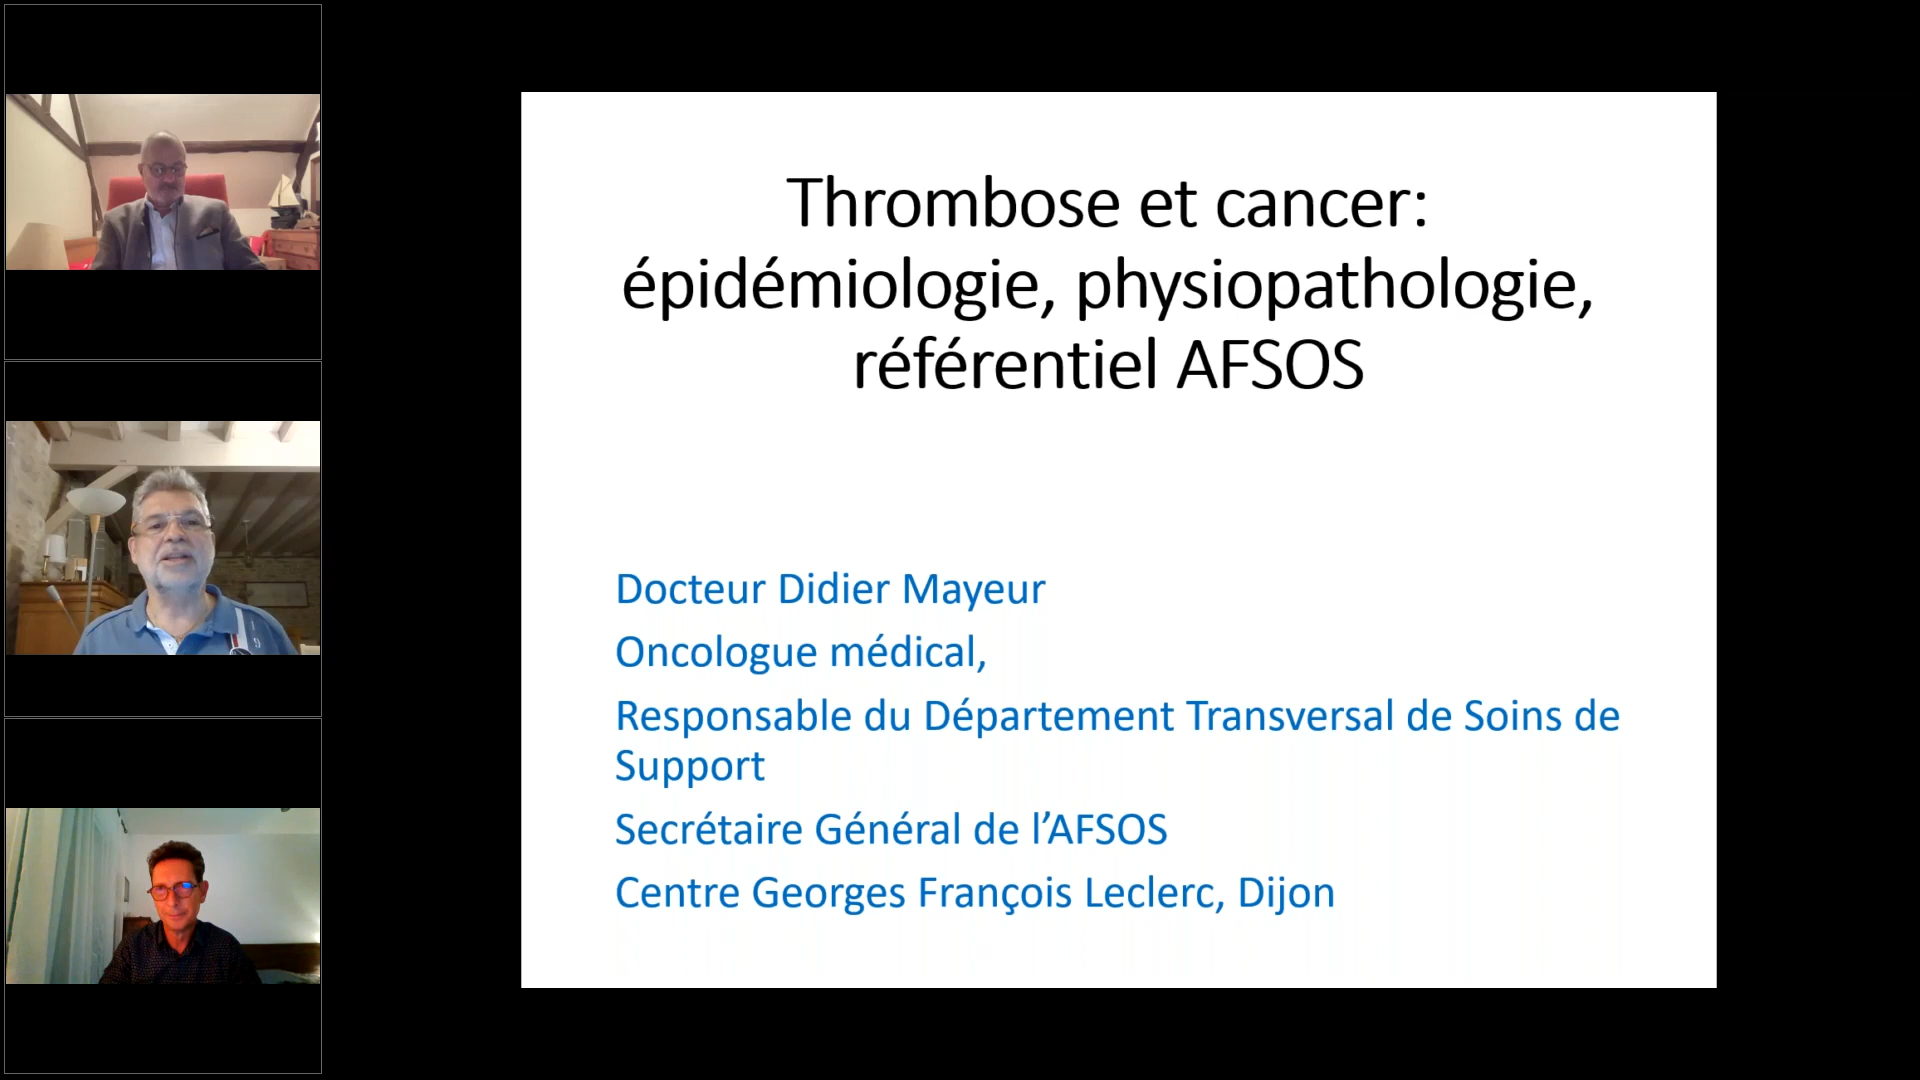 Thrombose et cancer:
épidémiologie, physiopathologie,
référentiel AFSOS
Docteur Didier Mayeur
Oncologue médical,
Responsable du Département Transversal de Soins de
Support
Secrétaire Général de l’AFSOS
Centre Georges François Leclerc, Dijon